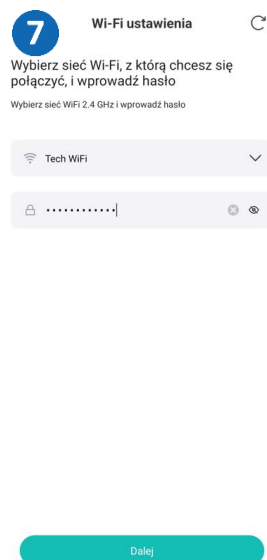 7
Wi-Fi ustawienia
Wybierz sieć Wi-Fi, z którą chcesz się
połączyć, i wprowadź hasło
Wybierz sieć WiFi 2.4 GHz i wprowadź hasło
Tech WiFi
••••••••••••
Dalej